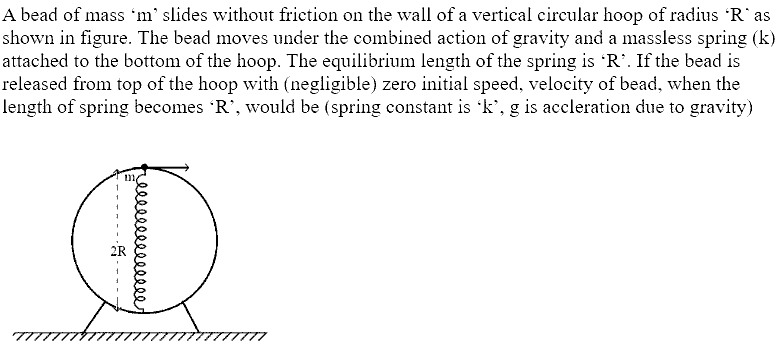 A bead of mass ‘m’ slides without friction on the wall of a vertical circular hoop of radius ‘R’ as
shown in figure. The bead moves under the combined action of gravity and a massless spring (k)
attached to the bottom of the hoop. The equilibrium length of the spring is ‘R’. If the bead is
released from top of the hoop with (negligible) zero initial speed, velocity of bead, when the
length of spring becomes ‘R’, would be (spring constant is ‘k’, g is accleration due to gravity)
m
2R